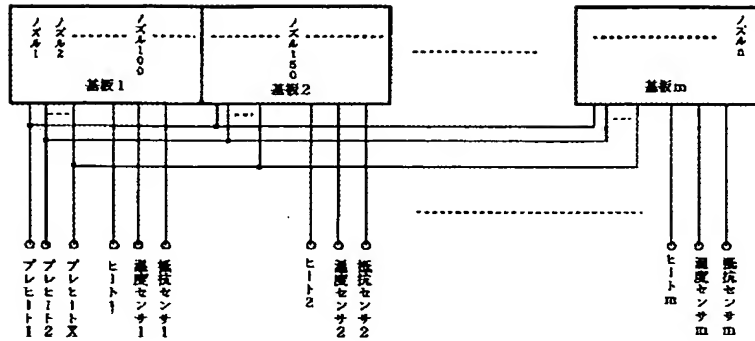 ノズル1
ノズル2
ノズル100
ノズル150
ノズルn
基板1
基板2
基板m
プレヒート1
プレヒート2
プレヒートX
ヒート1
温度センサ1
抵抗センサ1
ヒート2
温度センサ2
抵抗センサ2
ヒートm
温度センサm
抵抗センサm